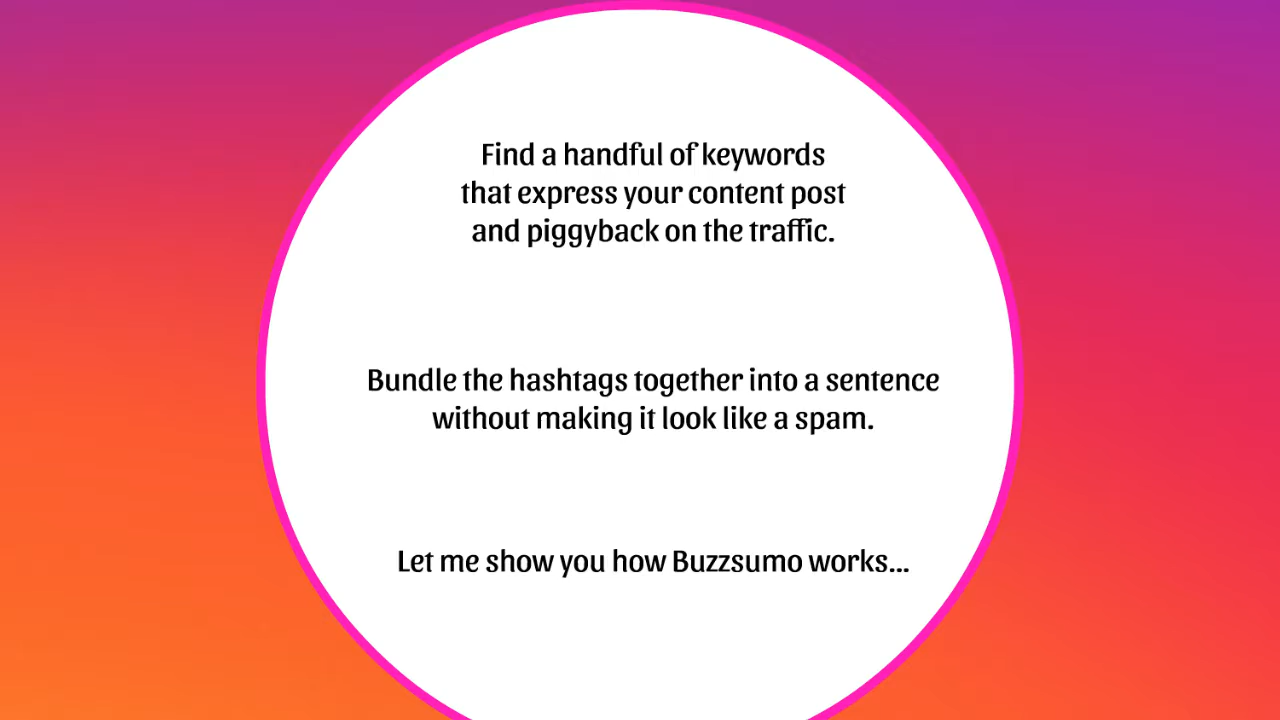 Find a handful of keywords
that express your content post
and piggyback on the traffic.
Bundle the hashtags together into a sentence
without making it look like a spam.
Let me show you how Buzzsumo works...